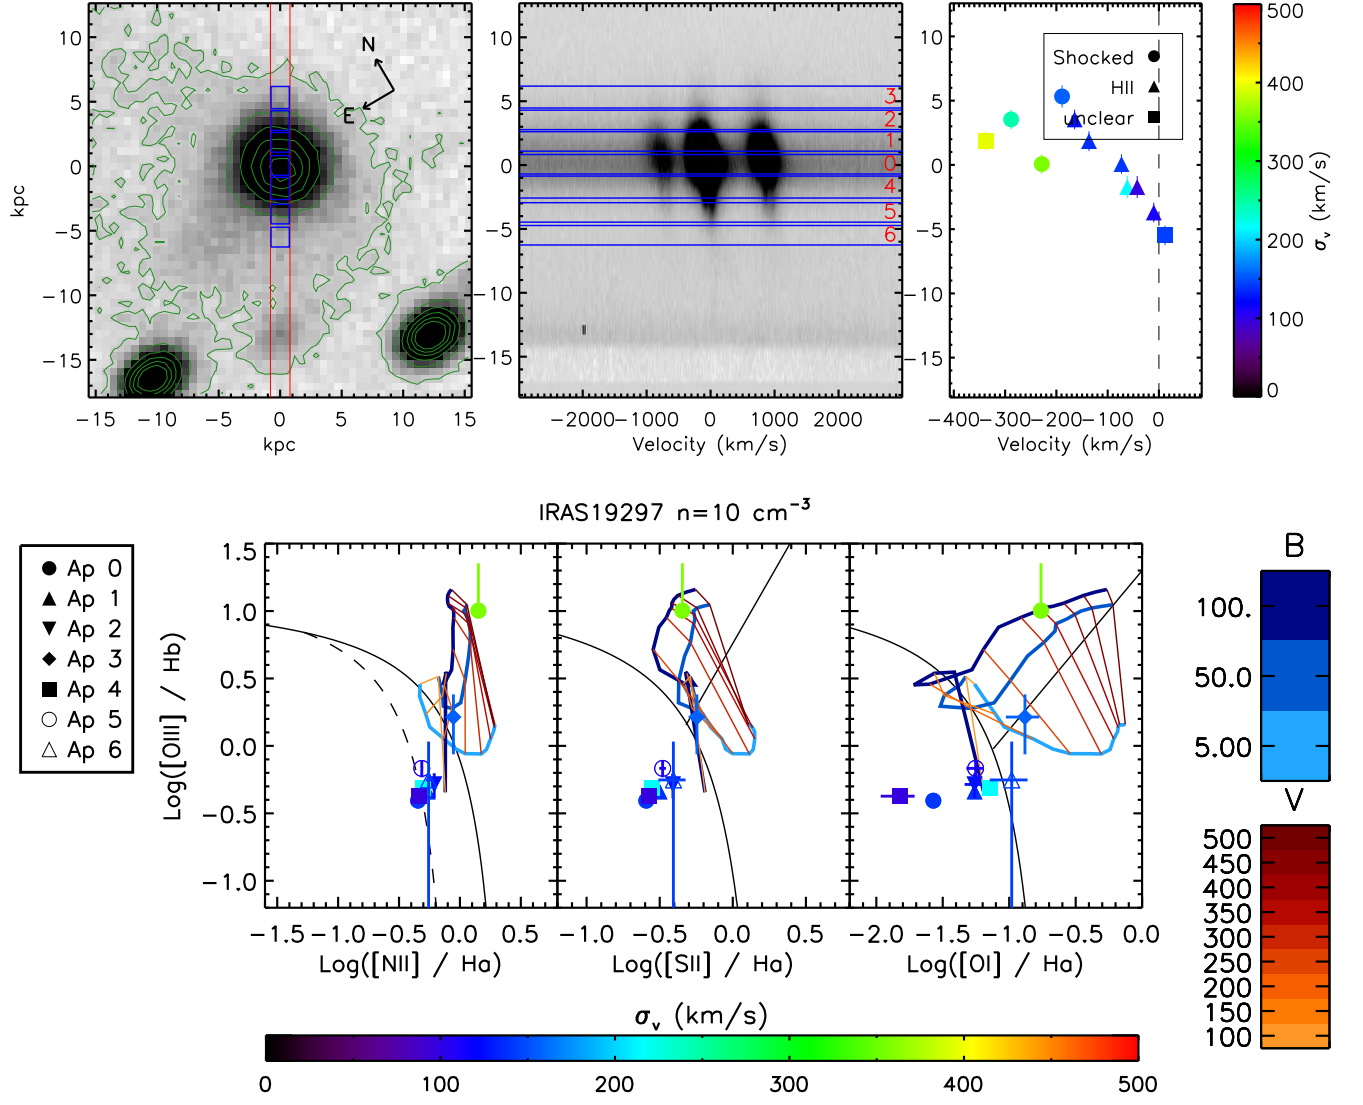 10
5
0
−5
−10
−15
kpc
−15 −10 −5 0 5 10 15
kpc
N
E
10
5
0
−5
−10
−15
3
2
1
0
4
5
6
−2000 −1000 0 1000 2000
Velocity (km/s)
10
5
0
−5
−10
−15
Shocked
HII
unclear
−400 −300 −200 −100 0
Velocity (km/s)
500
400
300
200
100
0
σv (km/s)
IRAS19297 n=10 cm−3
Ap 0
Ap 1
Ap 2
Ap 3
Ap 4
Ap 5
Ap 6
1.5
1.0
0.5
0.0
−0.5
−1.0
Log([OIII] / Hb)
−1.5 −1.0 −0.5 0.0 0.5
Log([NII] / Ha)
−1.0 −0.5 0.0 0.5
Log([SII] / Ha)
−2.0 −1.5 −1.0 −0.5 0.0
Log([OI] / Ha)
B
100.
50.0
5.00
V
500
450
400
350
300
250
200
150
100
σv (km/s)
0 100 200 300 400 500